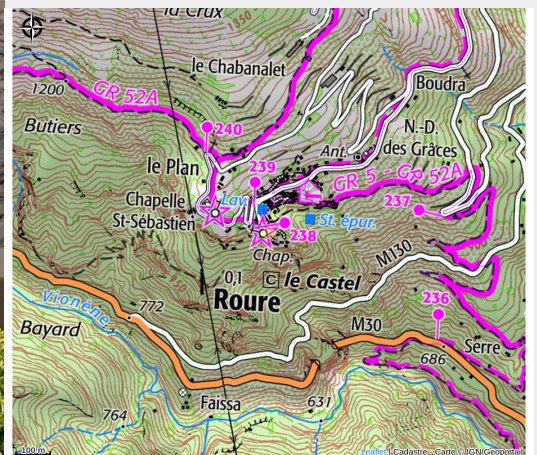 la Crux
350
le Chabanalet
Boudra
1200
GR 52A
Butiers
240
N.-D.
des Grâces
Ant.
le Plan
239
GR 5 - GR 52A
Chapelle
St-Sébastien
Lav.
237
St. épur.
238
Chap.
M130
0,1
C le Castel
Roure
236
Vionène
772
M30
Bayard
Serre
686
Faissa
764
631
100 m
Leaflet | Cadastre - Carte © IGN/Geoportail